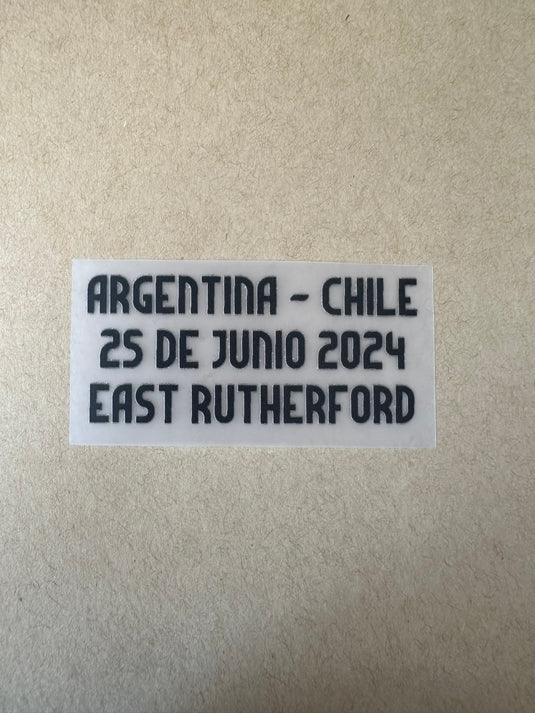 ARGENTINA - CHILE
25 DE JUNIO 2024
EAST RUTHERFORD